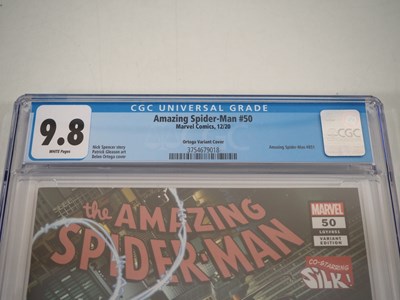 CGC UNIVERSAL GRADE
9.8
WHITE Pages
Amazing Spider-Man #50
Marvel Comics, 12/20
Ortega Variant Cover
Nick Spencer story
Patrick Gleason art
Belen Ortega cover
3754679018
Amazing Spider-Man #851
CGC
the AMAZING
SPIDER-MAN
MARVEL
50
LGY#851
VARIANT
EDITION
CO-STARRING
SILK!